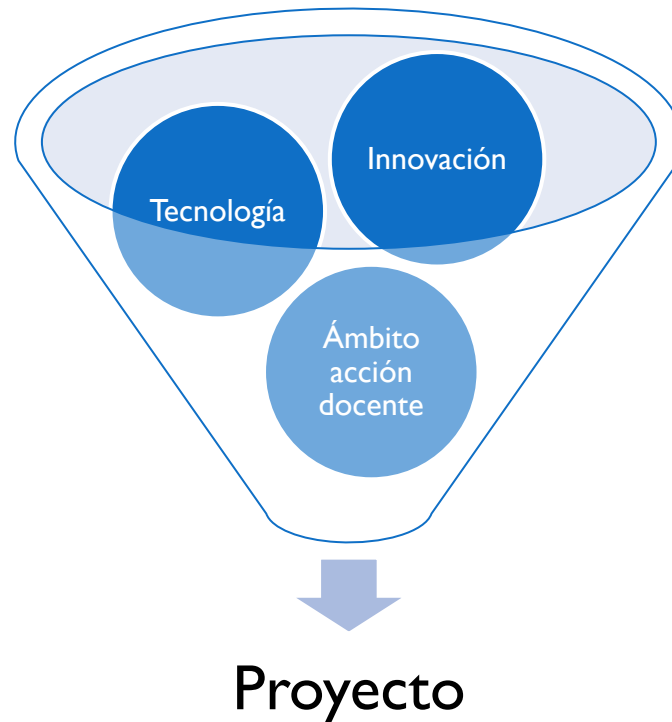 Innovación
Tecnología
Ámbito
acción
docente
Proyecto